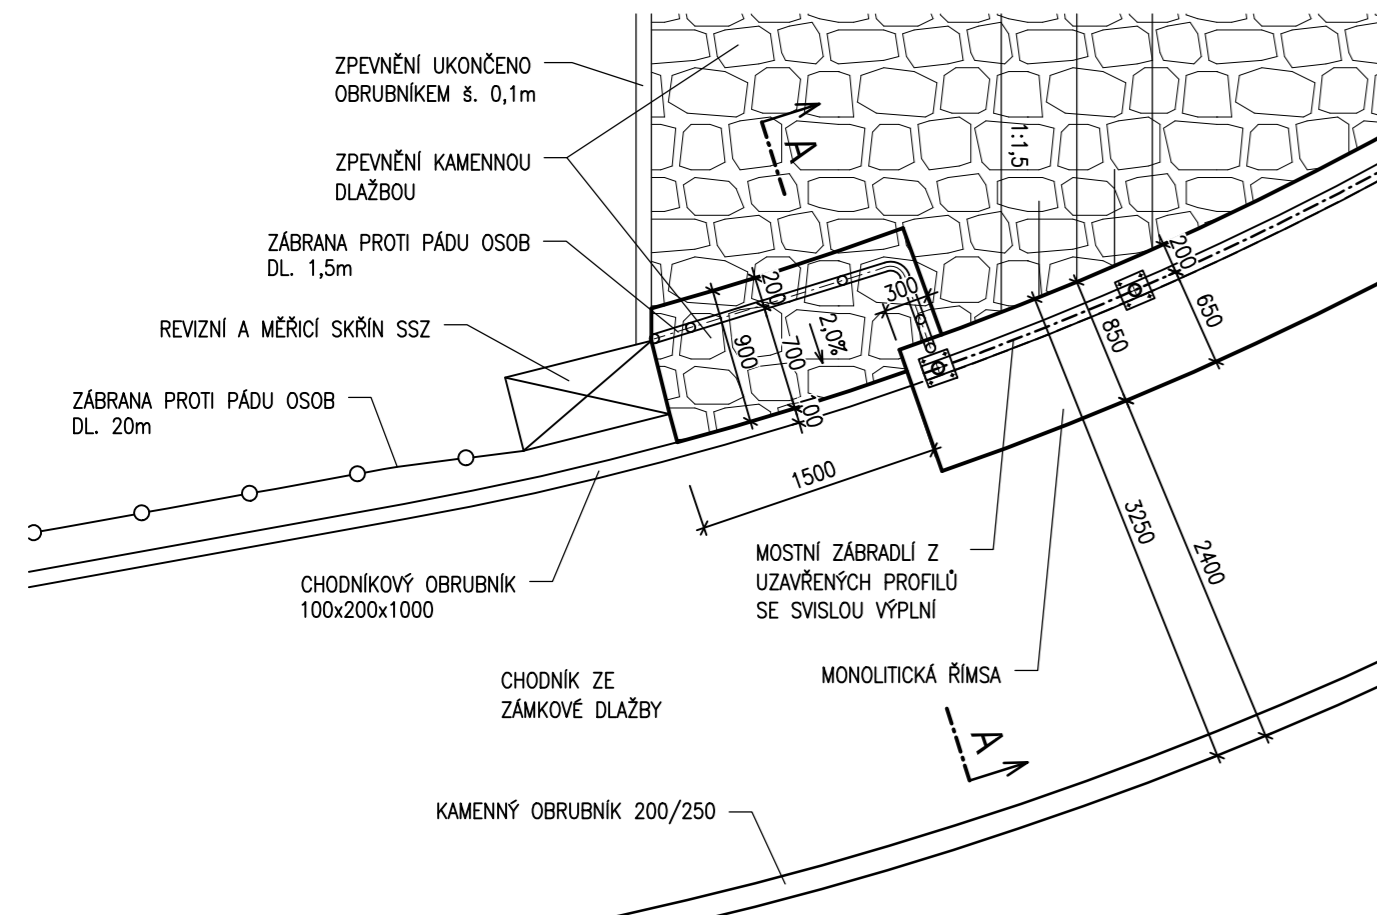 ZPEVNĚNÍ UKONČENO
OBRUBNÍKEM š. 0,1m
ZPEVNĚNÍ KAMENNOU
DLAŽBOU
ZÁBRANA PROTI PÁDU OSOB
DL. 1,5m
REVIZNÍ A MĚŘICÍ SKŘÍN SSZ
ZÁBRANA PROTI PÁDU OSOB
DL. 20m
A
1:1,5
200
300
2,0%
900
700
100
200
650
850
1500
3250
2400
CHODNÍKOVÝ OBRUBNÍK
100x200x1000
MOSTNÍ ZÁBRADLÍ Z
UZAVŘENÝCH PROFILŮ
SE SVISLOU VÝPLNÍ
MONOLITICKÁ ŘÍMSA
CHODNÍK ZE
ZÁMKOVÉ DLAŽBY
A
KAMENNÝ OBRUBNÍK 200/250